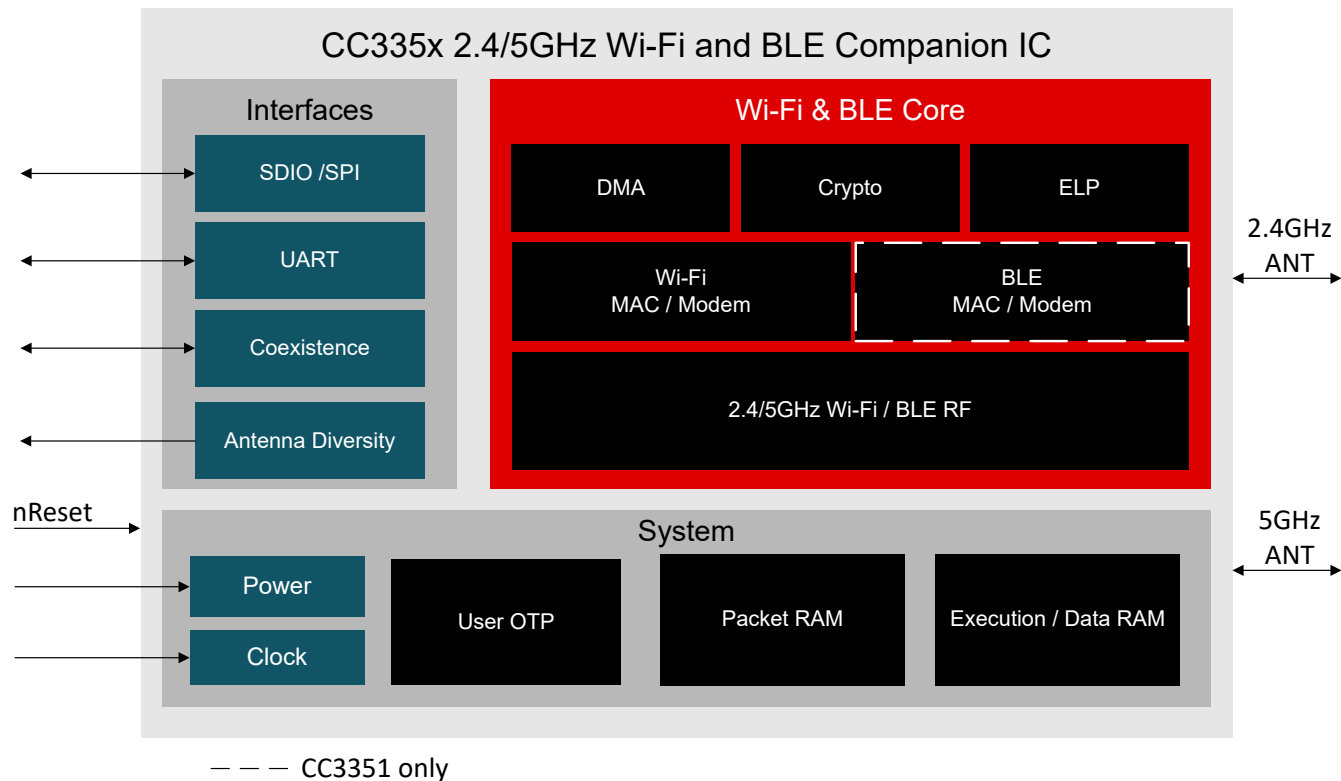 CC335x 2.4/5GHz Wi-Fi and BLE Companion IC
Interfaces
SDIO /SPI
UART
Coexistence
Antenna Diversity
Wi-Fi & BLE Core
DMA
Crypto
ELP
Wi-Fi
MAC / Modem
BLE
MAC / Modem
2.4/5GHz Wi-Fi / BLE RF
2.4GHz
ANT
nReset
5GHz
ANT
System
Power
Clock
User OTP
Packet RAM
Execution / Data RAM
CC3351 only